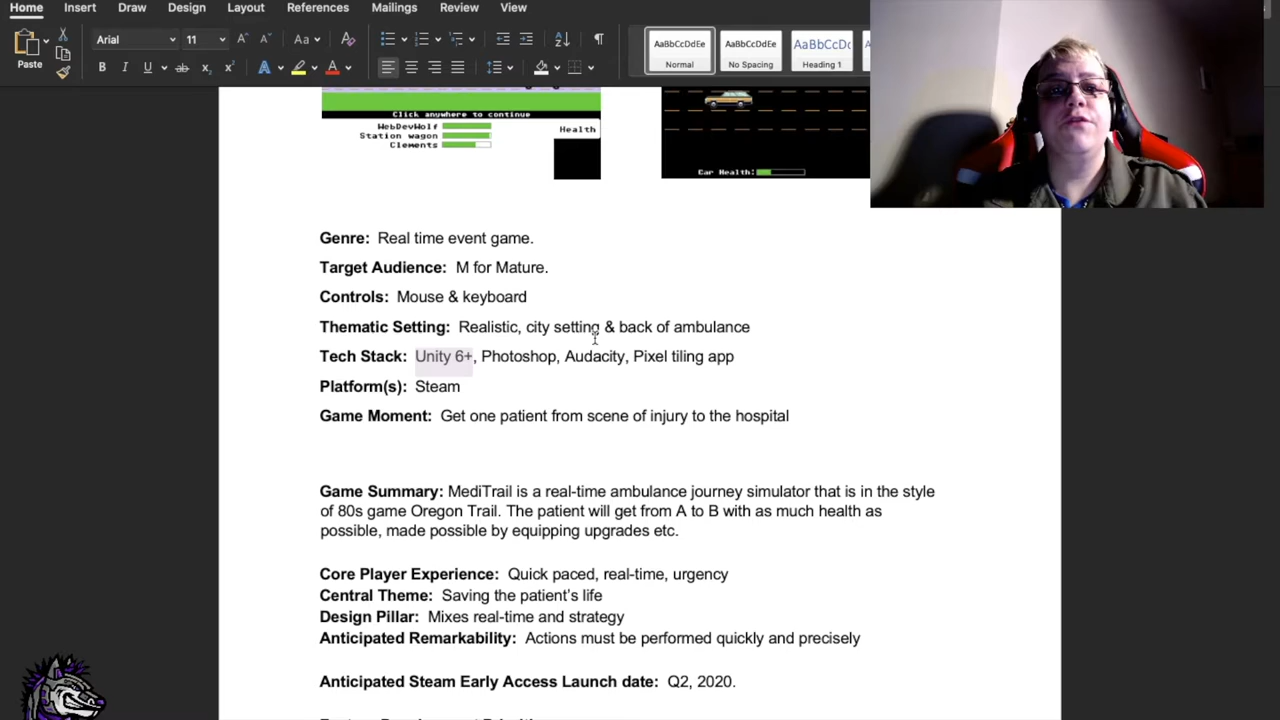 Home Insert Draw Design Layout References Mailings Review View
Paste Arial 11 Aa AaBbCcDdEe AaBbCcDdEe AaBbCcDc
Normal No Spacing Heading 1
Click anywhere to continue
WebDevWolf
Station wagon
Clements
Health
Car Health:
Genre: Real time event game.
Target Audience: M for Mature.
Controls: Mouse & keyboard
Thematic Setting: Realistic, city setting & back of ambulance
Tech Stack: Unity 6+, Photoshop, Audacity, Pixel tiling app
Platform(s): Steam
Game Moment: Get one patient from scene of injury to the hospital
Game Summary: MediTrail is a real-time ambulance journey simulator that is in the style
of 80s game Oregon Trail. The patient will get from A to B with as much health as
possible, made possible by equipping upgrades etc.
Core Player Experience: Quick paced, real-time, urgency
Central Theme: Saving the patient's life
Design Pillar: Mixes real-time and strategy
Anticipated Remarkability: Actions must be performed quickly and precisely
Anticipated Steam Early Access Launch date: Q2, 2020.